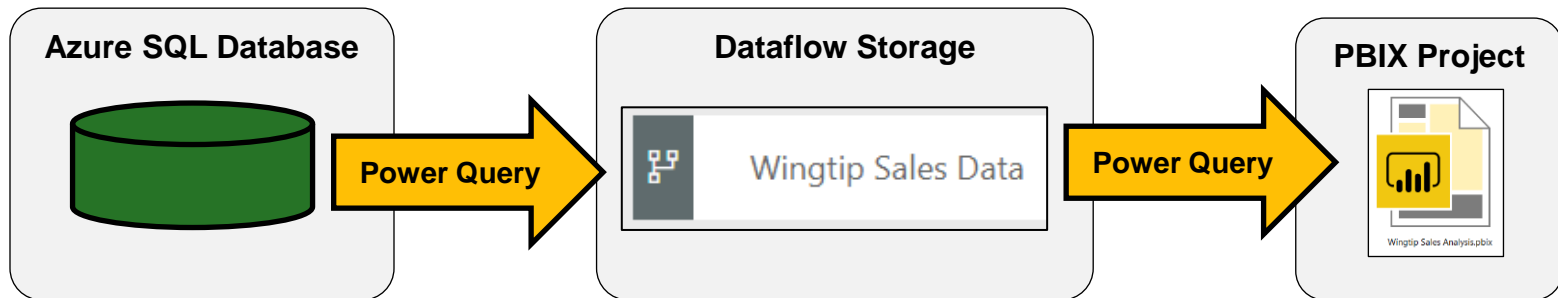 Azure SQL Database
Dataflow Storage
PBIX Project
Power Query
Wingtip Sales Data
Power Query
Wingtip Sales Analysis.pbix